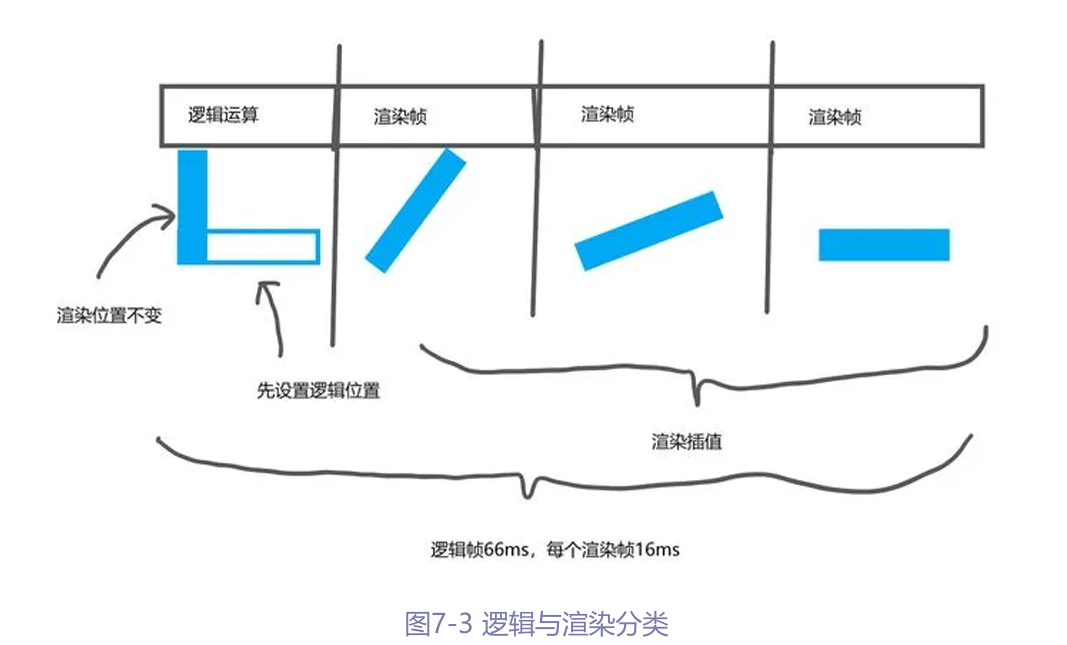 逻辑运算
渲染帧
渲染帧
渲染帧
渲染位置不变
先设置逻辑位置
渲染插值
逻辑帧66ms，每个渲染帧16ms
图7-3 逻辑与渲染分类